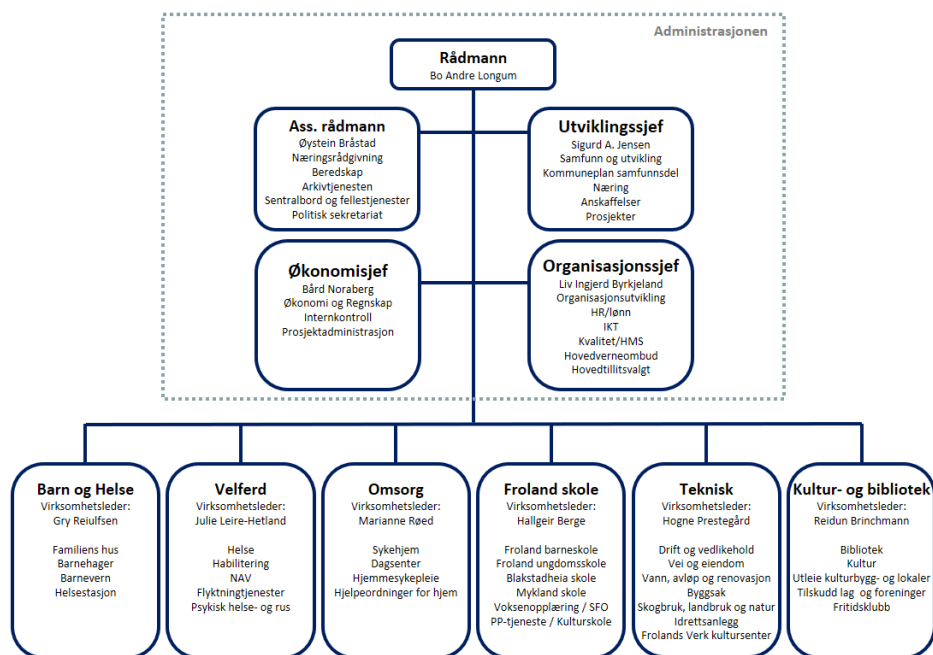 Administrasjonen
Rådmann
Bo Andre Longum
Ass. rådmann
Øystein Bråstad
Næringsrådgivning
Beredskap
Arkivtjenesten
Sentralbord og fellestjenester
Politisk sekretariat
Utviklingssjef
Sigurd A. Jensen
Samfunn og utvikling
Kommuneplan samfunnsdel
Næring
Anskaffelser
Prosjekter
Økonomisjef
Bård Noraberg
Økonomi og Regnskap
Internkontroll
Prosjektadministrasjon
Organisasjonssjef
Liv Ingjerd Byrkjeland
Organisasjonsutvikling
HR/lønn
IKT
Kvalitet/HMS
Hovedverneombud
Hovedtillitsvalgt
Barn og Helse
Virksomhetsleder:
Gry Reiulfsen
Familiens hus
Barnehager
Barnevern
Helsestasjon
Velferd
Virksomhetsleder:
Julie Leire-Hetland
Helse
Habilitering
NAV
Flyktningtjenester
Psykisk helse- og rus
Omsorg
Virksomhetsleder:
Marianne Røed
Sykehjem
Dagsenter
Hjemmesykepleie
Hjelpeordninger for hjem
Froland skole
Virksomhetsleder:
Hallgeir Berge
Froland barneskole
Froland ungdomsskole
Blakstadheia skole
Mykland skole
Voksenopplæring / SFO
PP-tjeneste / Kulturskole
Teknisk
Virksomhetsleder:
Hogne Prestegård
Drift og vedlikehold
Vei og eiendom
Vann, avløp og renovasjon
Byggsak
Skogbruk, landbruk og natur
Idrettsanlegg
Frolands Verk kultursenter
Kultur- og bibliotek
Virksomhetsleder:
Reidun Brinchmann
Bibliotek
Kultur
Utleie kulturbygg- og lokaler
Tilskudd lag  og foreninger
Fritidsklubb